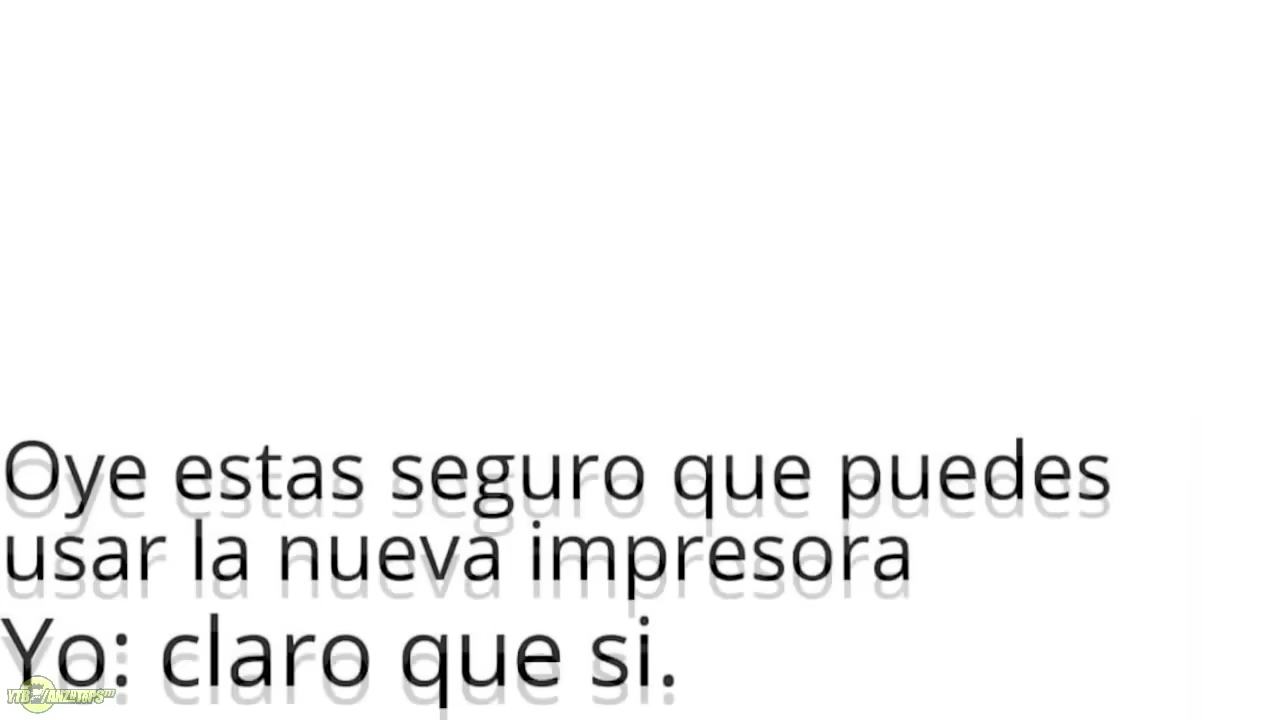 Oye estas seguro que puedes
usar la nueva impresora
Yo: claro que si.